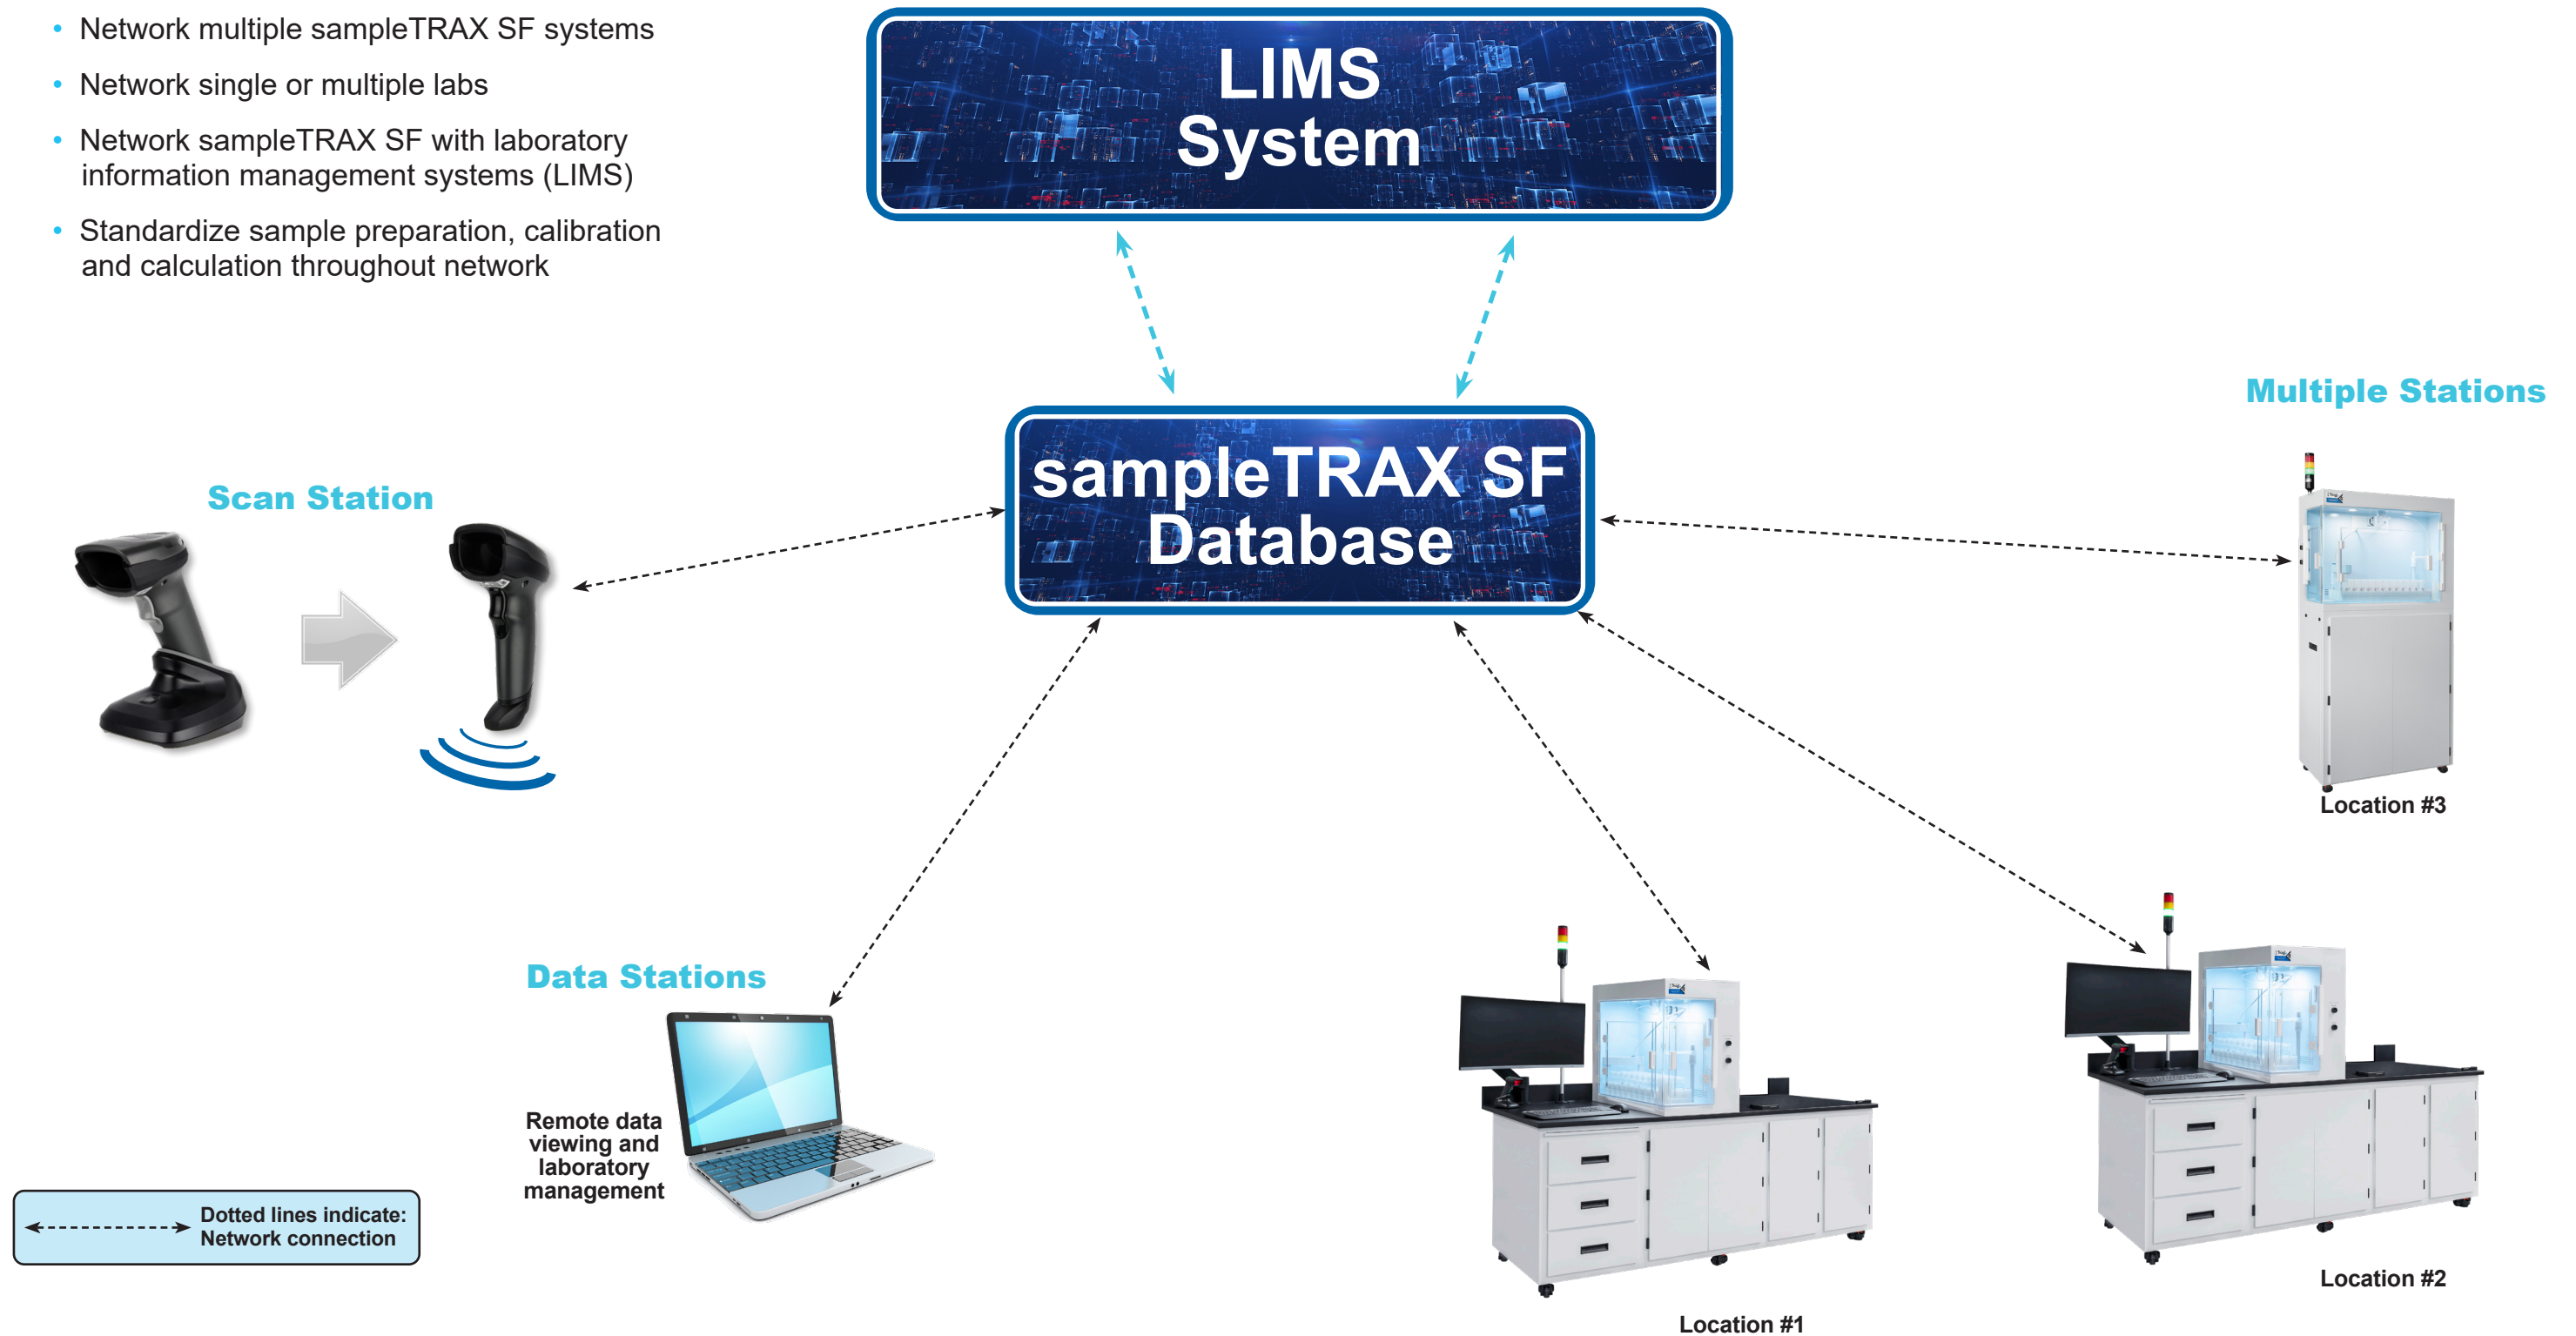 • Network multiple sampleTRAX SF systems
• Network single or multiple labs
• Network sampleTRAX SF with laboratory
information management systems (LIMS)
• Standardize sample preparation, calibration
and calculation throughout network
LIMS
System
sampleTRAX SF
Database
Multiple Stations
Scan Station
Location #3
Data Stations
Remote data
viewing and
laboratory
management
Dotted lines indicate:
Network connection
Location #2
Location #1